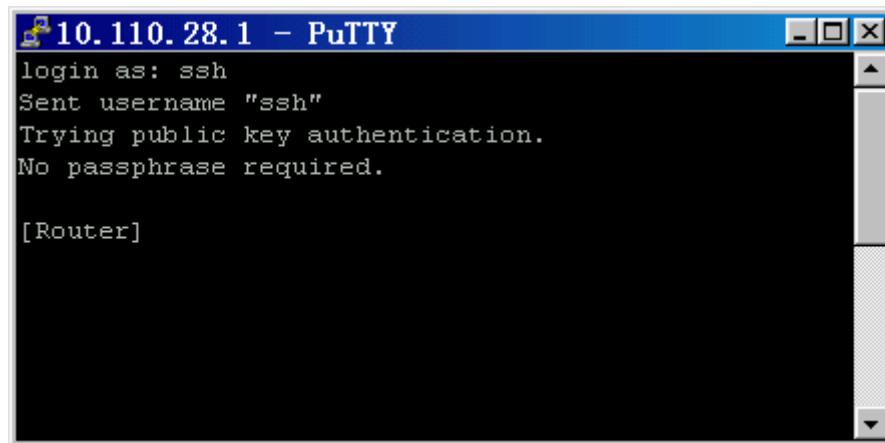 10.110.28.1 - PuTTY
login as: ssh
Sent username "ssh"
Trying public key authentication.
No passphrase required.
[Router]